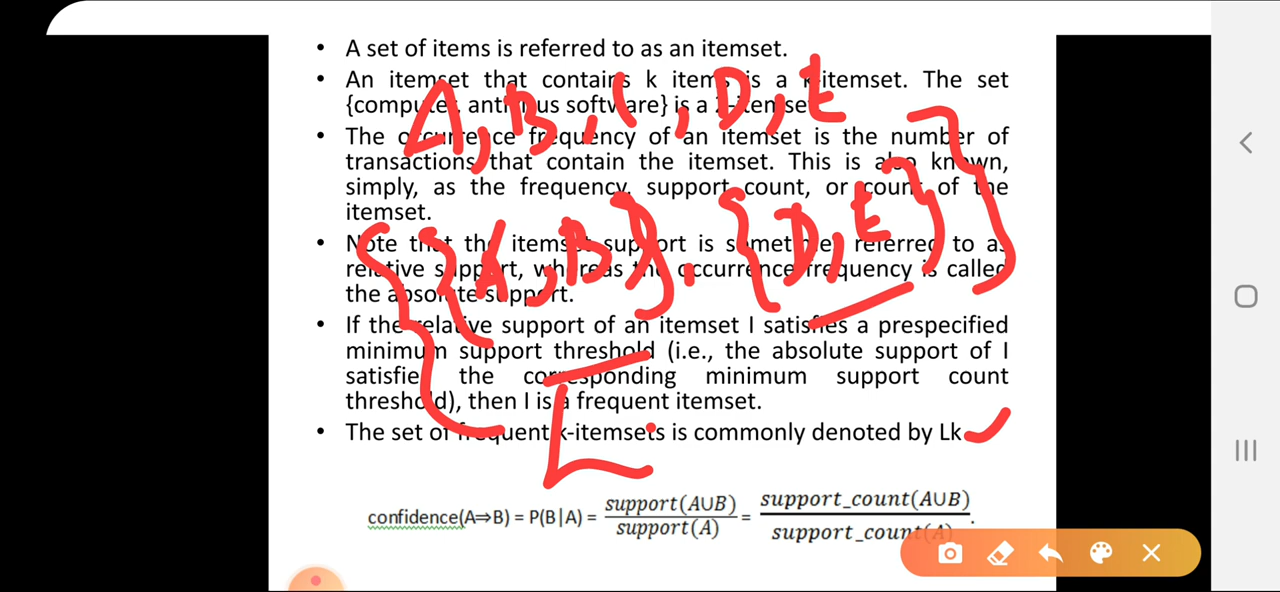 • A set of items is referred to as an itemset.
• An itemset that contains k items is a k-itemset. The set
{computer, antivirus software} is a 2-itemset.
• The occurrence frequency of an itemset is the number of
transactions that contain the itemset. This is also known,
simply, as the frequency, support count, or count of the
itemset.
• Note that the itemset support is sometimes referred to as
relative support, whereas the occurrence frequency is called
the absolute support.
• If the relative support of an itemset I satisfies a prespecified
minimum support threshold (i.e., the absolute support of I
satisfies the corresponding minimum support count
threshold), then I is a frequent itemset.
• The set of frequent k-itemsets is commonly denoted by Lk
A, B, C, D, E
{{A, B}, {D, E}}
L
confidence(A⇒B) = P(B|A) = support(A∪B) / support(A) = support_count(A∪B) / support_count(A).